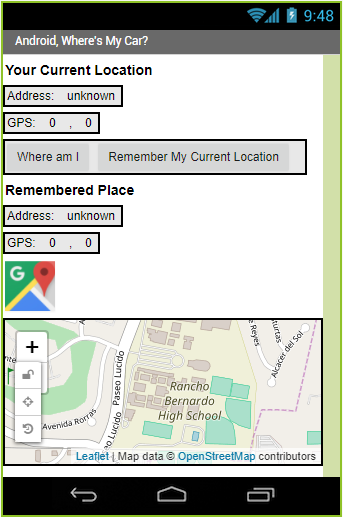 9:48
Android, Where's My Car?
Your Current Location
Address: unknown
GPS: 0 , 0
Where am I Remember My Current Location
Remembered Place
Address: unknown
GPS: 0 , 0
G
+
Paseo Lucido
Avenida Rorras
Paseo Lucido
Rancho
Bernardo
High School
e Reyes
Alcácer del Sol
Leaflet | Map data © OpenStreetMap contributors